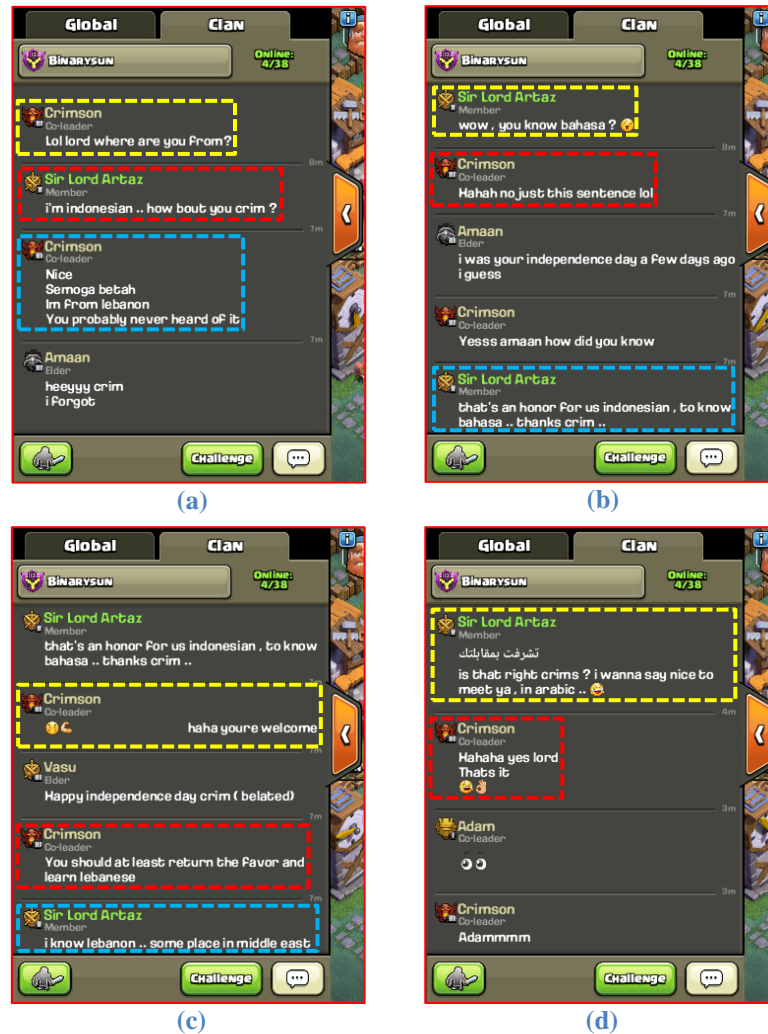 Global Clan
Binarysun
Online: 4/38
Crimson
Co-leader
Lol lord where are you from?
8m
Sir Lord Artaz
Member
i'm indonesian .. how bout you crim ?
7m
Crimson
Co-leader
Nice
Semoga betah
Im from lebanon
You probably never heard of it
7m
Amaan
Elder
heeyyy crim
i forgot
Challenge
(a)
Global Clan
Binarysun
Online: 4/38
Sir Lord Artaz
Member
wow , you know bahasa ? 😲
8m
Crimson
Co-leader
Hahah no just this sentence lol
7m
Amaan
Elder
i was your independence day a few days ago
i guess
7m
Crimson
Co-leader
Yesss amaan how did you know
7m
Sir Lord Artaz
Member
that's an honor for us indonesian , to know
bahasa .. thanks crim ..
Challenge
(b)
Global Clan
Binarysun
Online: 4/38
Sir Lord Artaz
Member
that's an honor for us indonesian , to know
bahasa .. thanks crim ..
7m
Crimson
Co-leader
haha youre welcome
Vasu
Elder
Happy independence day crim ( belated)
7m
Crimson
Co-leader
You should at least return the favor and
learn lebanese
7m
Sir Lord Artaz
Member
i know lebanon .. some place in middle east
Challenge
(c)
Global Clan
Binarysun
Online: 4/38
Sir Lord Artaz
Member
تشرفت بمقابلتك
is that right crims ? i wanna say nice to
meet ya , in arabic .. 😂
4m
Crimson
Co-leader
Hahaha yes lord
Thats it
😂👌
3m
Adam
Co-leader
👀
3m
Crimson
Co-leader
Adammmm
Challenge
(d)